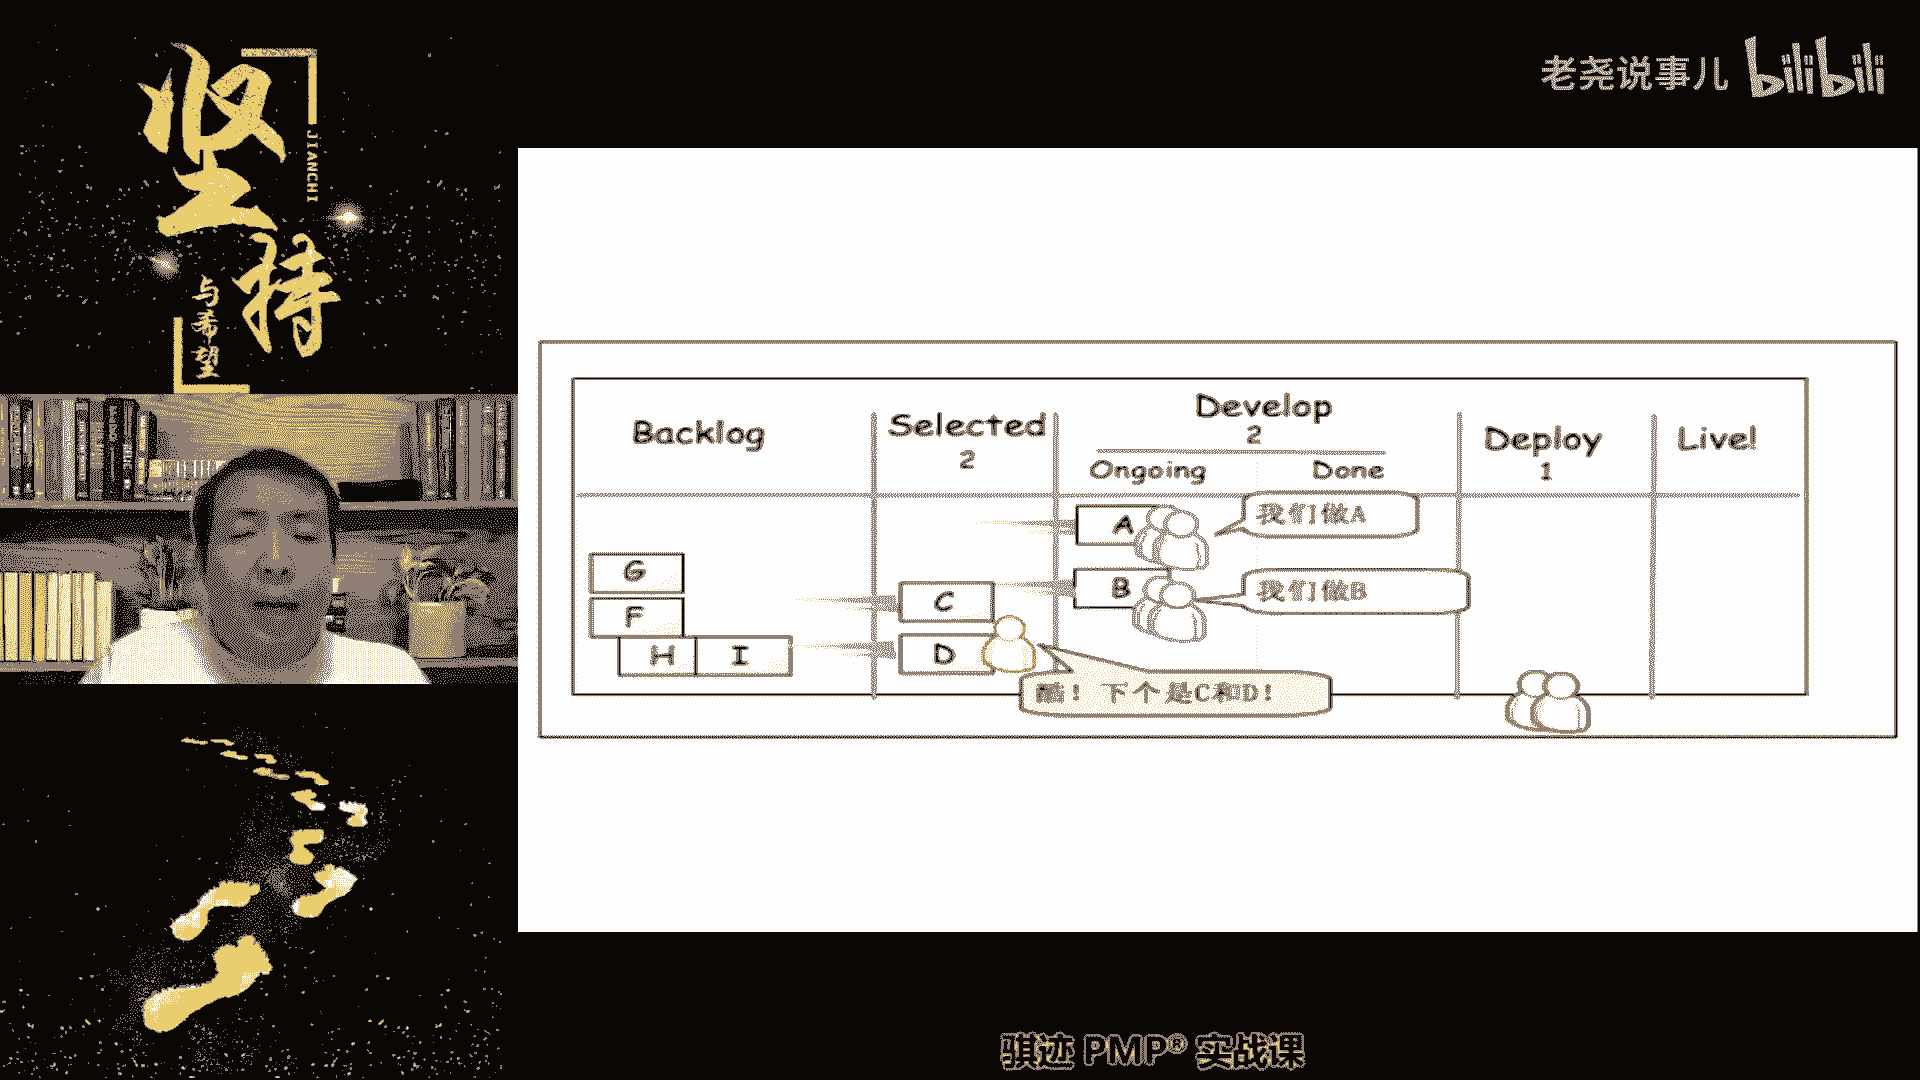 坚持
JIANCHI
与希望
老尧说事儿 bilibili
Backlog
Selected
2
Develop
2
Ongoing
Done
Deploy
1
Live!
A
我们做A
B
我们做B
G
F
H
I
C
D
酷！下个是C和D！
骐迹 PMP® 实战课